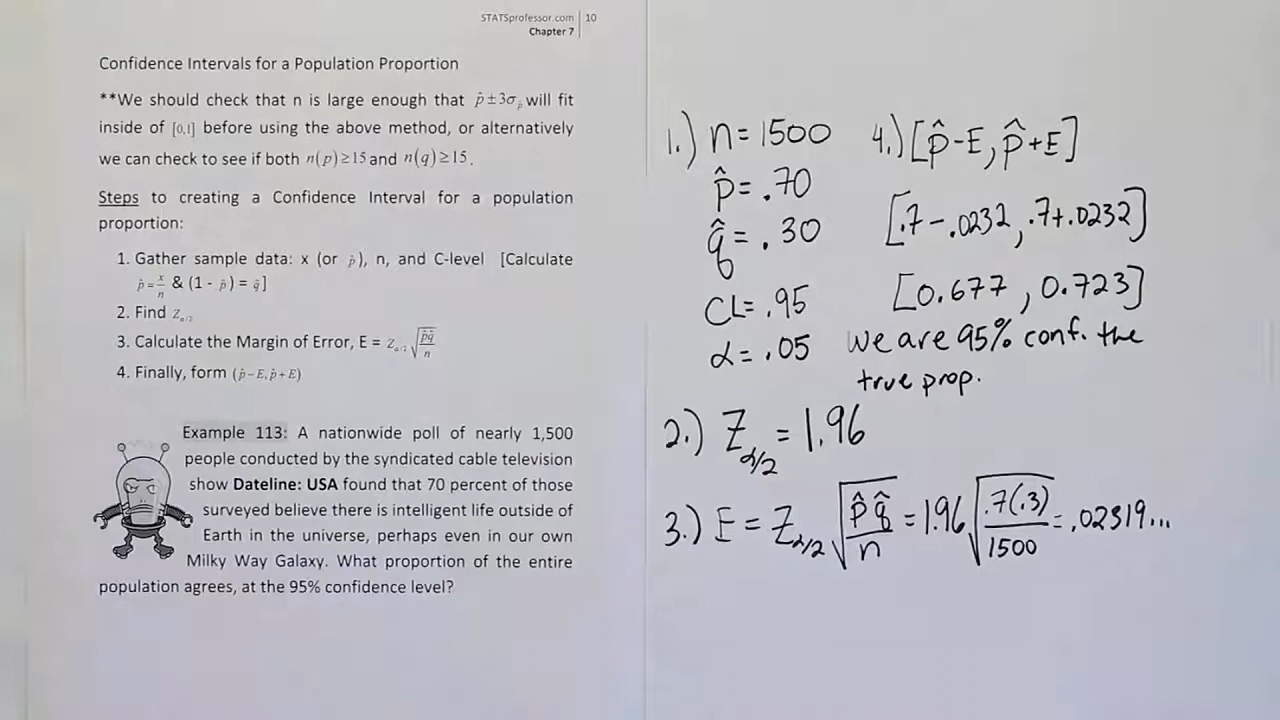 STATSprofessor.com | 10
Chapter 7
Confidence Intervals for a Population Proportion
**We should check that n is large enough that p̂±3σ_p̂ will fit
inside of [0,1] before using the above method, or alternatively
we can check to see if both n(p)≥15 and n(q)≥15.
Steps to creating a Confidence Interval for a population
proportion:
1. Gather sample data: x (or p̂), n, and C-level [Calculate
p̂ = x/n & (1 - p̂) = q̂]
2. Find Z_α/2
3. Calculate the Margin of Error, E = Z_α/2 √(p̂q̂/n)
4. Finally, form (p̂−E, p̂+E)
Example 113: A nationwide poll of nearly 1,500
people conducted by the syndicated cable television
show Dateline: USA found that 70 percent of those
surveyed believe there is intelligent life outside of
Earth in the universe, perhaps even in our own
Milky Way Galaxy. What proportion of the entire
population agrees, at the 95% confidence level?
1.) n = 1500
p̂ = .70
q̂ = .30
CL = .95
α = .05
2.) Z_α/2 = 1.96
3.) E = Z_α/2 √(p̂q̂/n) = 1.96 √(.7(.3)/1500) = .02319...
4.) [p̂-E, p̂+E]
[.7-.0232, .7+.0232]
[0.677, 0.723]
We are 95% conf. the
true prop.